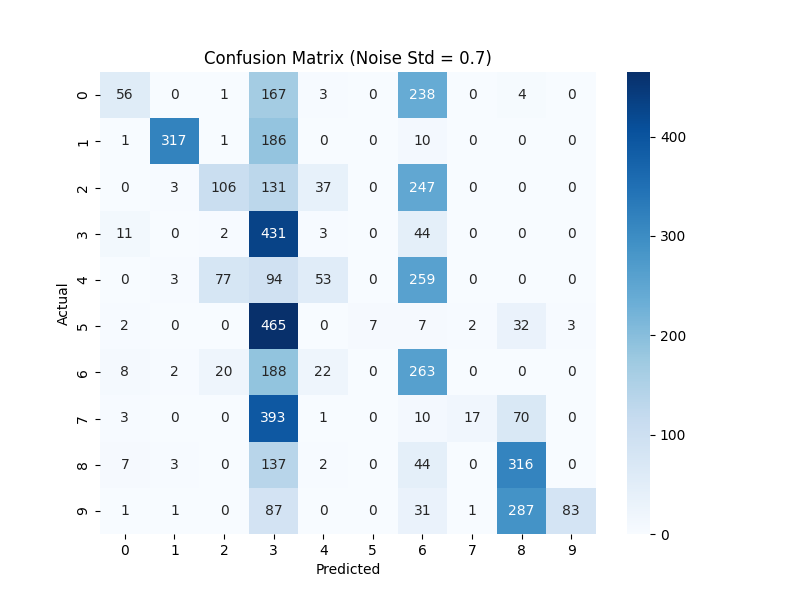 Confusion Matrix (Noise Std = 0.7)
0 56 0 1 167 3 0 238 0 4 0
1 1 317 1 186 0 0 10 0 0 0
2 0 3 106 131 37 0 247 0 0 0
3 11 0 2 431 3 0 44 0 0 0
4 0 3 77 94 53 0 259 0 0 0
5 2 0 0 465 0 7 7 2 32 3
6 8 2 20 188 22 0 263 0 0 0
7 3 0 0 393 1 0 10 17 70 0
8 7 3 0 137 2 0 44 0 316 0
9 1 1 0 87 0 0 31 1 287 83
0 1 2 3 4 5 6 7 8 9
Predicted
Actual
400
300
200
100
0